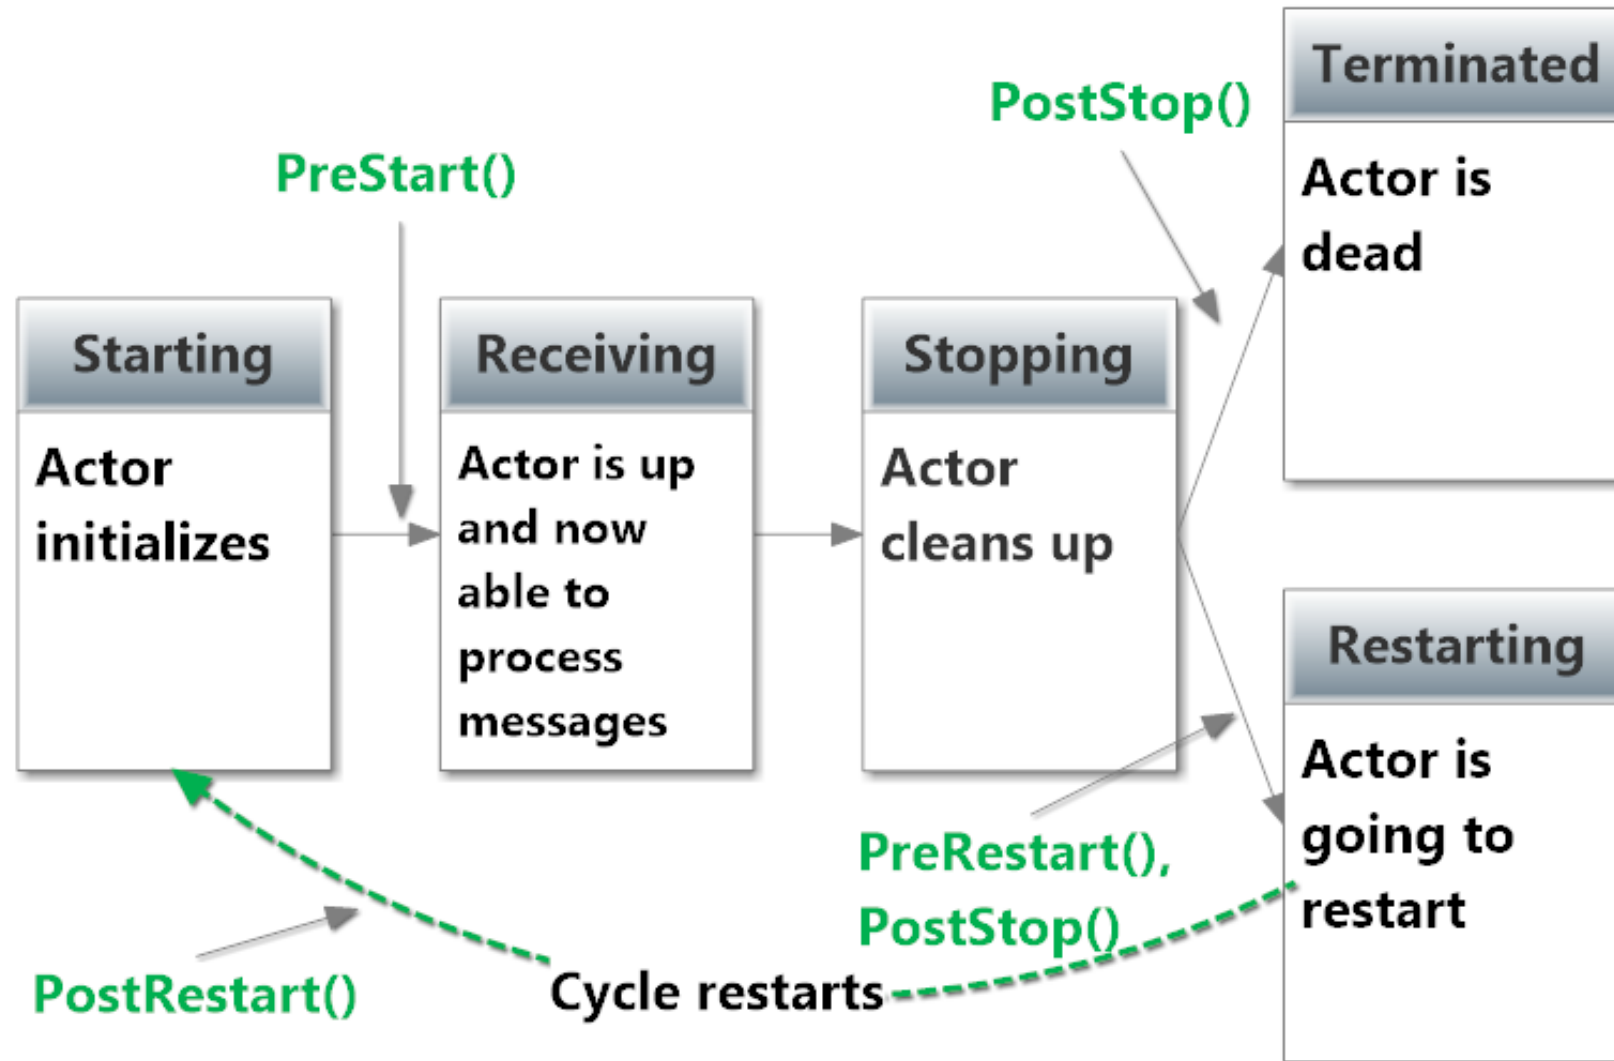 PreStart()
PostStop()
Starting
Actor
initializes
Receiving
Actor is up
and now
able to
process
messages
Stopping
Actor
cleans up
Terminated
Actor is
dead
Restarting
Actor is
going to
restart
PreRestart(),
PostStop()
PostRestart()
Cycle restarts